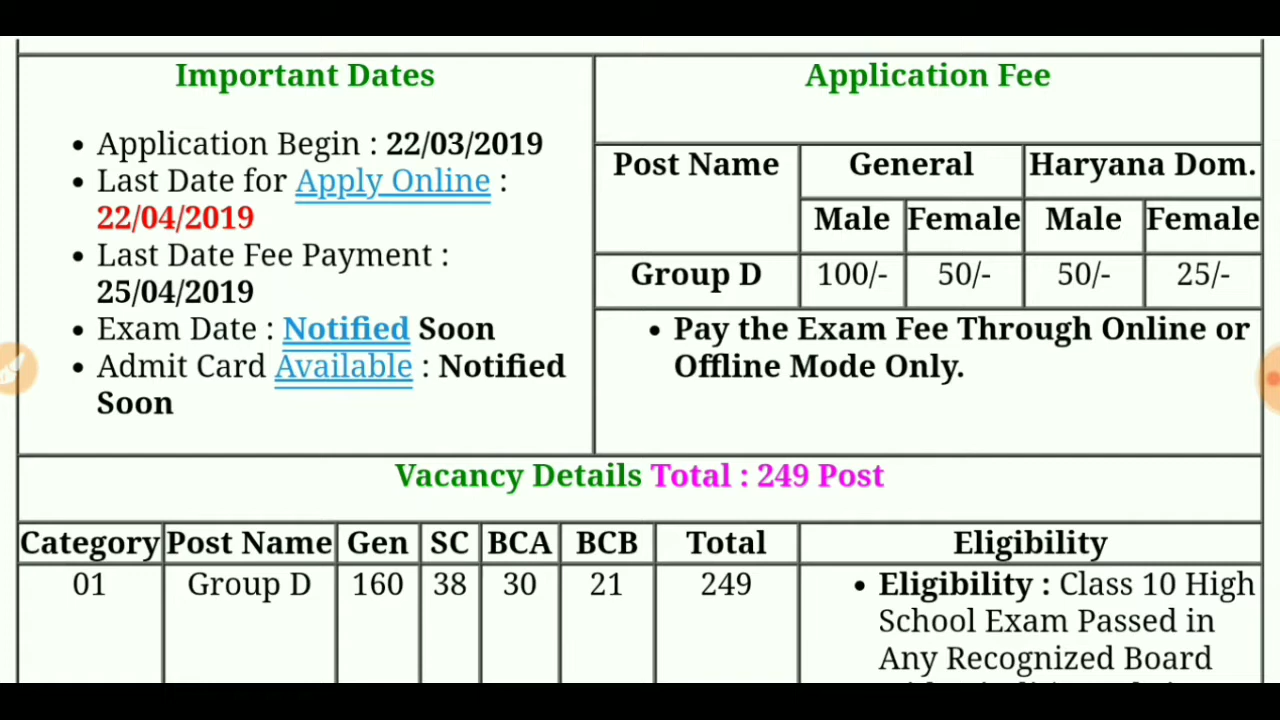 Important Dates
• Application Begin : 22/03/2019
• Last Date for Apply Online :
22/04/2019
• Last Date Fee Payment :
25/04/2019
• Exam Date : Notified Soon
• Admit Card Available : Notified
Soon
Application Fee
Post Name General Haryana Dom.
Male Female Male Female
Group D 100/- 50/- 50/- 25/-
• Pay the Exam Fee Through Online or
Offline Mode Only.
Vacancy Details Total : 249 Post
Category Post Name Gen SC BCA BCB Total Eligibility
01 Group D 160 38 30 21 249 • Eligibility : Class 10 High
School Exam Passed in
Any Recognized Board